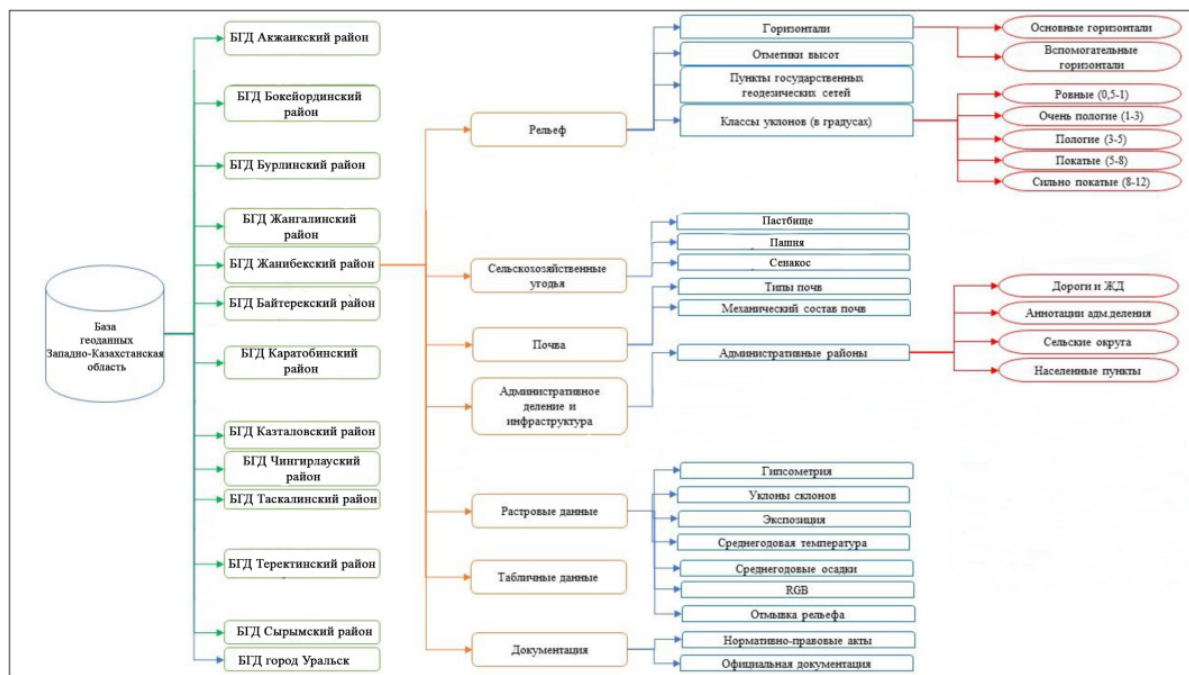 База
геоданных
Западно-Казахстанская
область
БГД Акжаикский район
БГД Бокейординский
район
БГД Бурлинский район
БГД Жангалинский
район
БГД Жанибекский район
БГД Байтерекский район
БГД Каратобинский
район
БГД Казталовский район
БГД Чингирлауский
район
БГД Таскалинский район
БГД Теректинский район
БГД Сырымский район
БГД город Уральск
Рельеф
Сельскохозяйственные
угодья
Почва
Административное
деление и
инфраструктура
Растровые данные
Табличные данные
Документация
Горизонтали
Отметики высот
Пункты государственных
геодезических сетей
Классы уклонов (в градусах)
Пастбище
Пашня
Сенакос
Типы почв
Механический состав почв
Административные районы
Гипсометрия
Уклоны склонов
Экспозиция
Среднегодовая температура
Среднегодовые осадки
RGB
Отмывка рельефа
Нормативно-правовые акты
Официальная документация
Основные горизонтали
Вспомогательные
горизонтали
Ровные (0,5-1)
Очень пологие (1-3)
Пологие (3-5)
Покатые (5-8)
Сильно покатые (8-12)
Дороги и ЖД
Аннотации адм.деления
Сельские округа
Населенные пункты